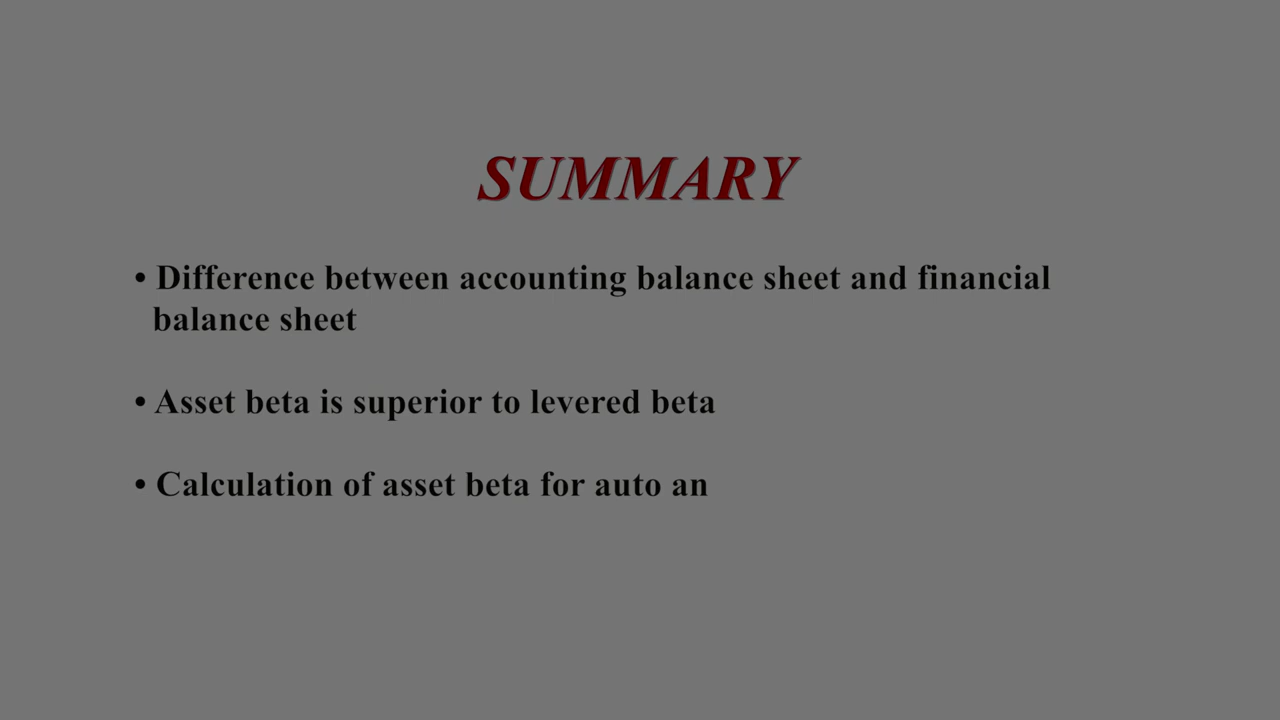 SUMMARY
• Difference between accounting balance sheet and financial
balance sheet
• Asset beta is superior to levered beta
• Calculation of asset beta for auto an